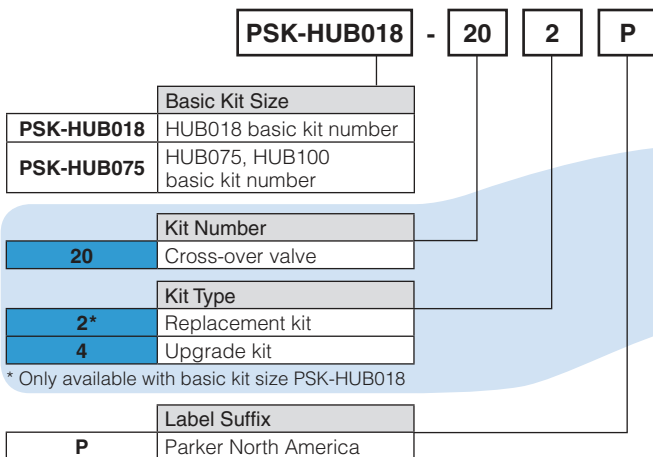 PSK-HUB018 - 20 2 P
Basic Kit Size
PSK-HUB018 HUB018 basic kit number
PSK-HUB075 HUB075, HUB100
basic kit number
Kit Number
20 Cross-over valve
Kit Type
2* Replacement kit
4 Upgrade kit
* Only available with basic kit size PSK-HUB018
Label Suffix
P Parker North America